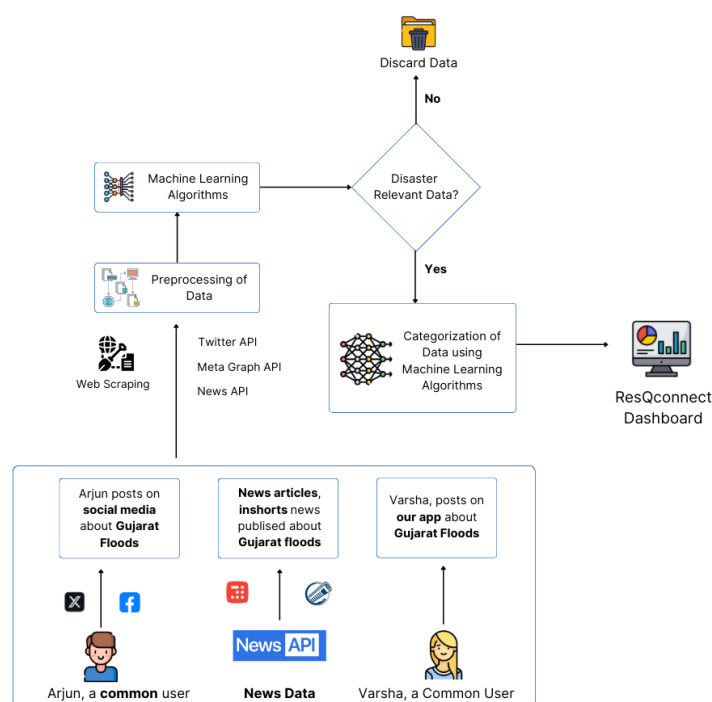 Discard Data
No
Disaster
Relevant Data?
Machine Learning
Algorithms
Yes
Preprocessing of
Data
Categorization of
Data using
Machine Learning
Algorithms
ResQconnect
Dashboard
Web Scraping
Twitter API
Meta Graph API
News API
Arjun posts on
social media
about Gujarat
Floods
News articles,
inshorts news
publised about
Gujarat floods
Varsha, posts on
our app about
Gujarat Floods
News API
Arjun, a common user
News Data
Varsha, a Common User